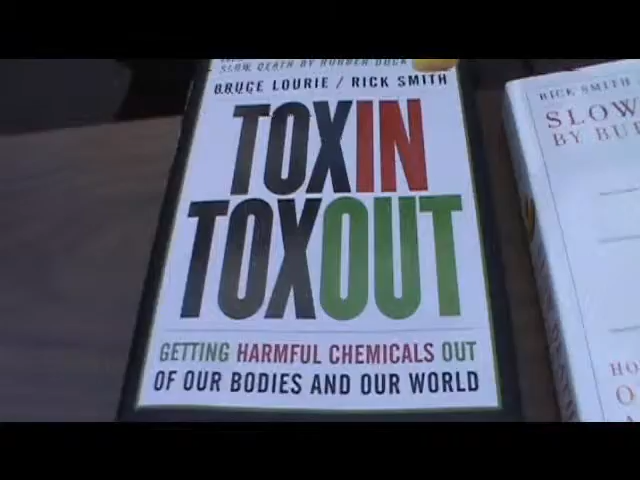 SLOW DEATH BY RUBBER DUCK
BRUCE LOURIE / RICK SMITH
TOXIN
TOXOUT
GETTING HARMFUL CHEMICALS OUT
OF OUR BODIES AND OUR WORLD
RICK SMITH
SLOW
BY
HO
O